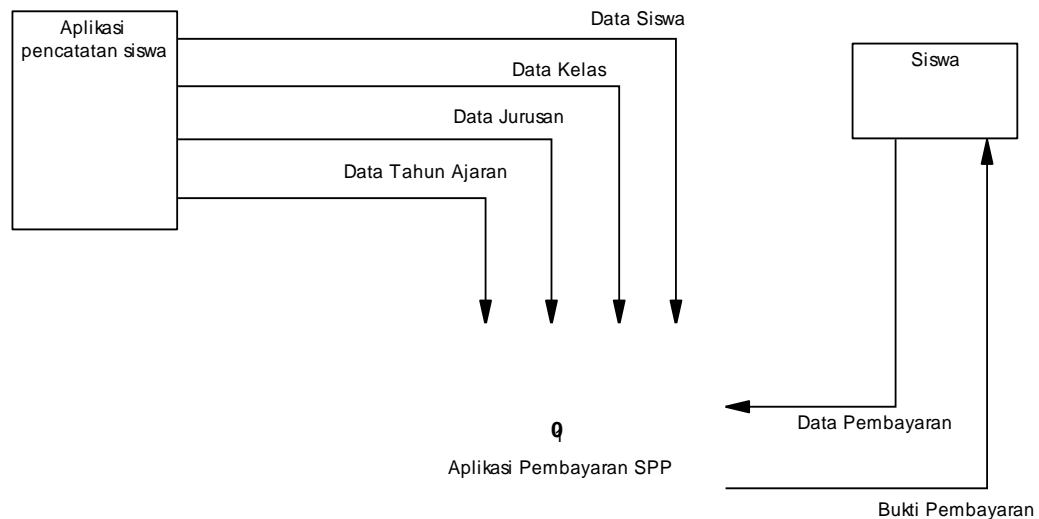 Data Siswa
Aplikasi
pencatatan siswa
Siswa
Data Kelas
Data Jurusan
Data Tahun Ajaran
Data Pembayaran
Aplikasi Pembayaran SPP
Bukti Pembayaran